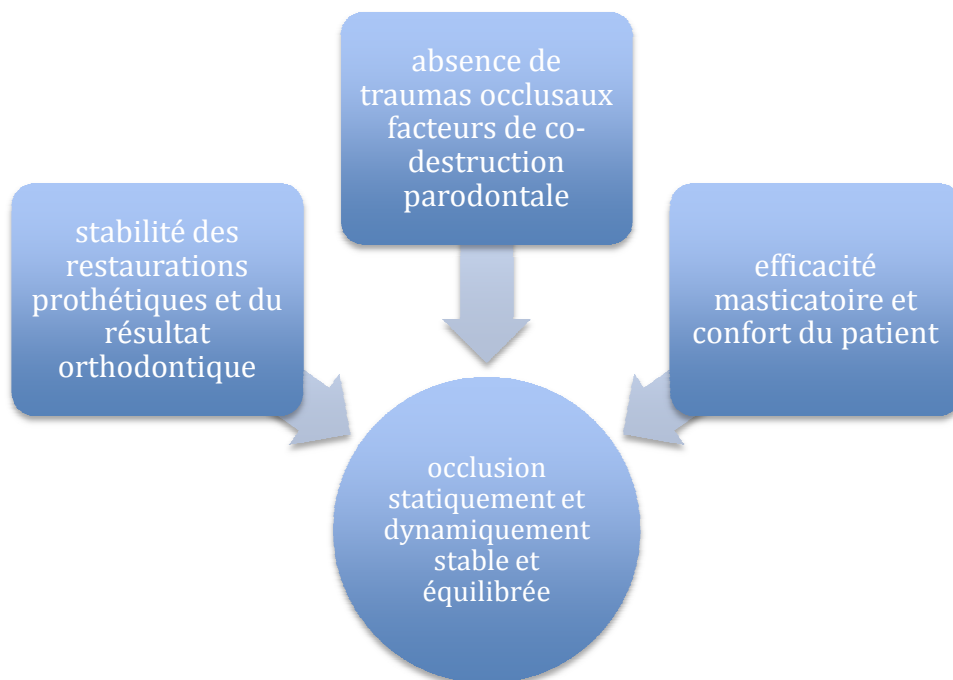 absence de
traumas occlusaux
facteurs de co-
destruction
parodontale
stabilité des
restaurations
prothétiques et du
résultat
orthodontique
efficacité
masticatoire et
confort du patient
occlusion
statiquement et
dynamiquement
stable et
équilibrée